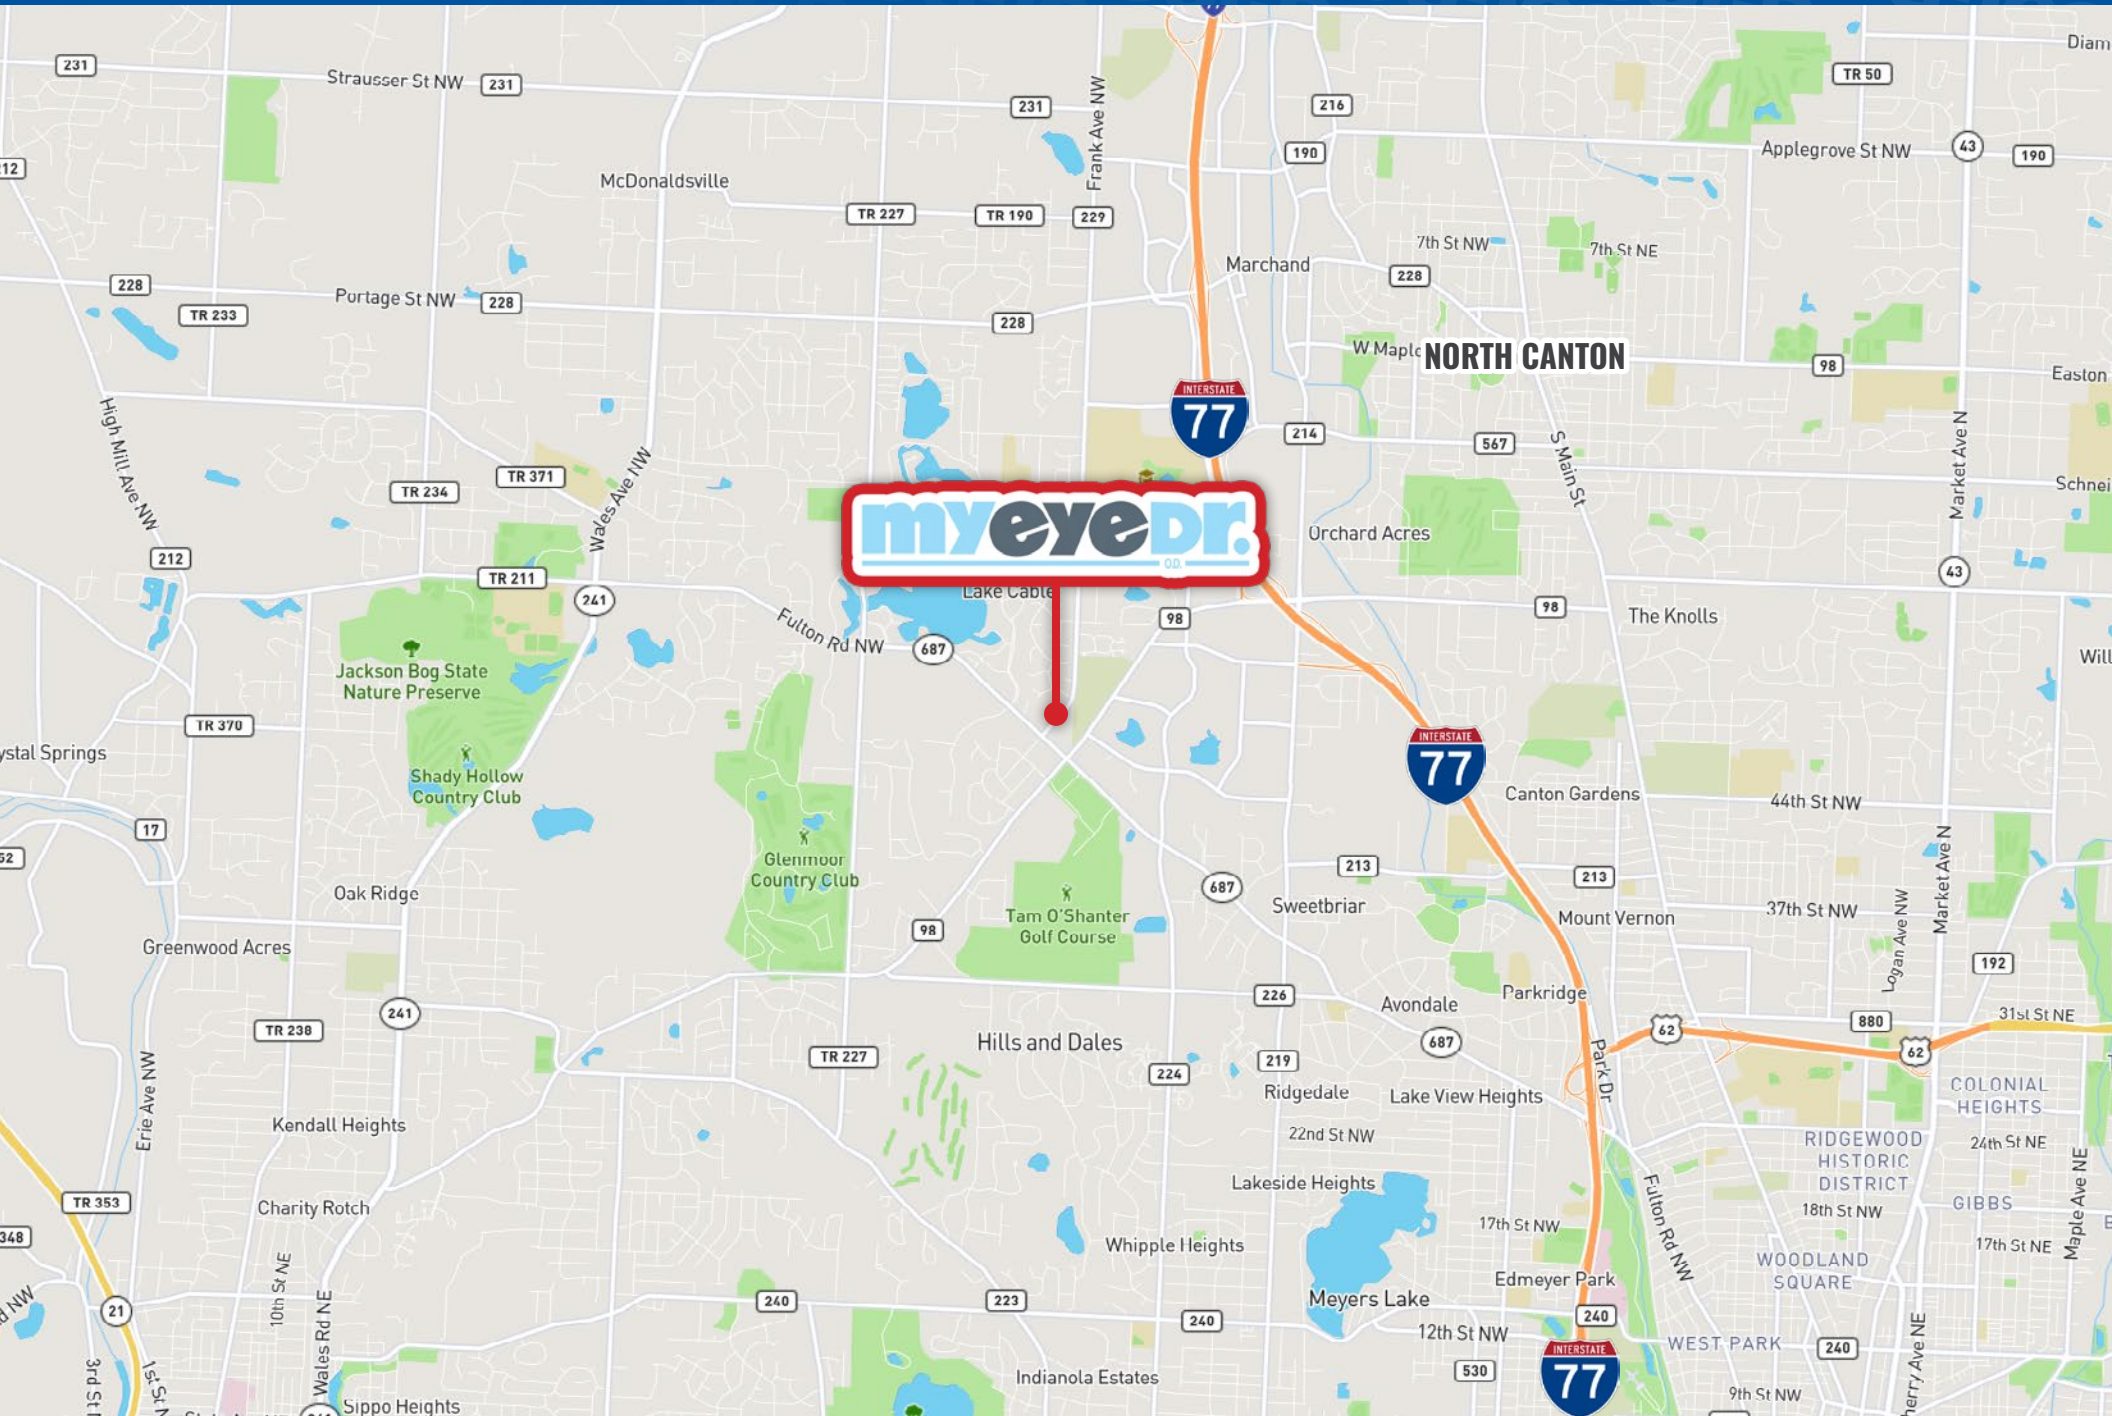 77
Diam
231
Strausser St NW
231
231
Frank Ave NW
216
TR 50
190
Applegrove St NW
43
190
12
McDonaldsville
TR 227
TR 190
229
7th St NW
7th St NE
Marchand
228
228
TR 233
Portage St NW
228
228
W Maple
NORTH CANTON
98
Easton
INTERSTATE
77
High Mill Ave NW
214
567
S Main St
Market Ave N
TR 234
TR 371
Wales Ave NW
Schnei
myeyeDr.
O.D.
Orchard Acres
212
TR 211
241
Lake Cable
98
98
43
The Knolls
Fulton Rd NW
687
Will
Jackson Bog State
Nature Preserve
TR 370
ystal Springs
Shady Hollow
Country Club
INTERSTATE
77
Canton Gardens
44th St NW
17
52
Glenmoor
Country Club
213
213
Market Ave N
Oak Ridge
687
Sweetbriar
Tam O'Shanter
Golf Course
98
Mount Vernon
37th St NW
Logan Ave NW
Greenwood Acres
192
226
Avondale
Parkridge
241
TR 238
Hills and Dales
687
62
880
31st St NE
TR 227
224
219
62
Park Dr
Ridgedale
Lake View Heights
COLONIAL
HEIGHTS
Erie Ave NW
Kendall Heights
22nd St NW
RIDGEWOOD
HISTORIC
DISTRICT
24th St NE
Lakeside Heights
TR 353
Charity Rotch
17th St NW
Fulton Rd NW
18th St NW
GIBBS
Maple Ave NE
348
Whipple Heights
17th St NE
WOODLAND
SQUARE
10th St NE
Edmeyer Park
Meyers Lake
NW
21
240
223
240
240
12th St NW
WEST PARK
240
Wales Rd NE
3rd St
1st St N
Indianola Estates
530
INTERSTATE
77
9th St NW
herry Ave NE
Sippo Heights